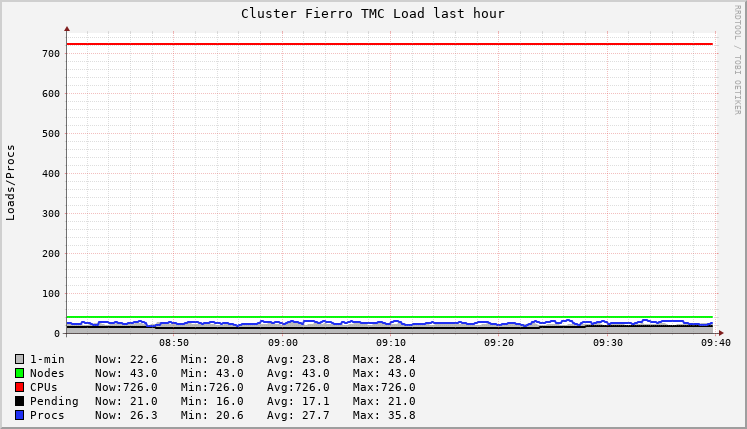 Cluster Fierro TMC Load last hour
RRDTOOL / TOBI OETIKER
Loads/Procs
700
600
500
400
300
200
100
0
08:50 09:00 09:10 09:20 09:30 09:40
1-min Now: 22.6 Min: 20.8 Avg: 23.8 Max: 28.4
Nodes Now: 43.0 Min: 43.0 Avg: 43.0 Max: 43.0
CPUs Now:726.0 Min:726.0 Avg:726.0 Max:726.0
Pending Now: 21.0 Min: 16.0 Avg: 17.1 Max: 21.0
Procs Now: 26.3 Min: 20.6 Avg: 27.7 Max: 35.8